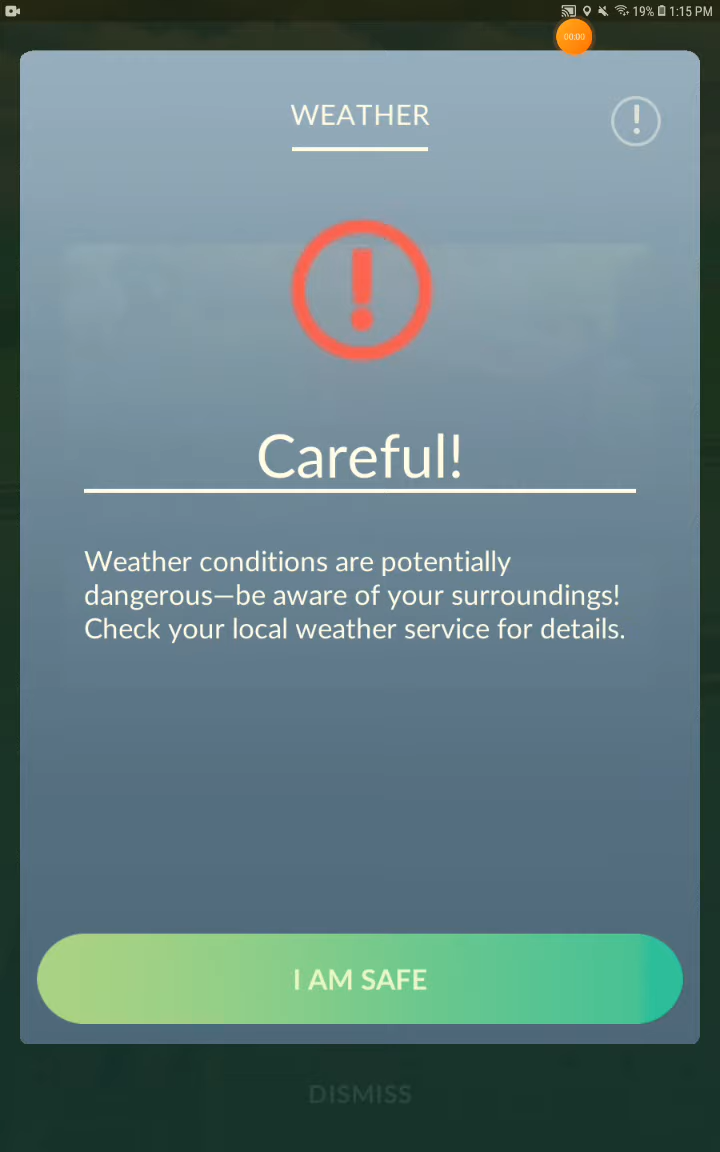 19% 1:15 PM
00:00
WEATHER
Careful!
Weather conditions are potentially
dangerous—be aware of your surroundings!
Check your local weather service for details.
I AM SAFE
DISMISS